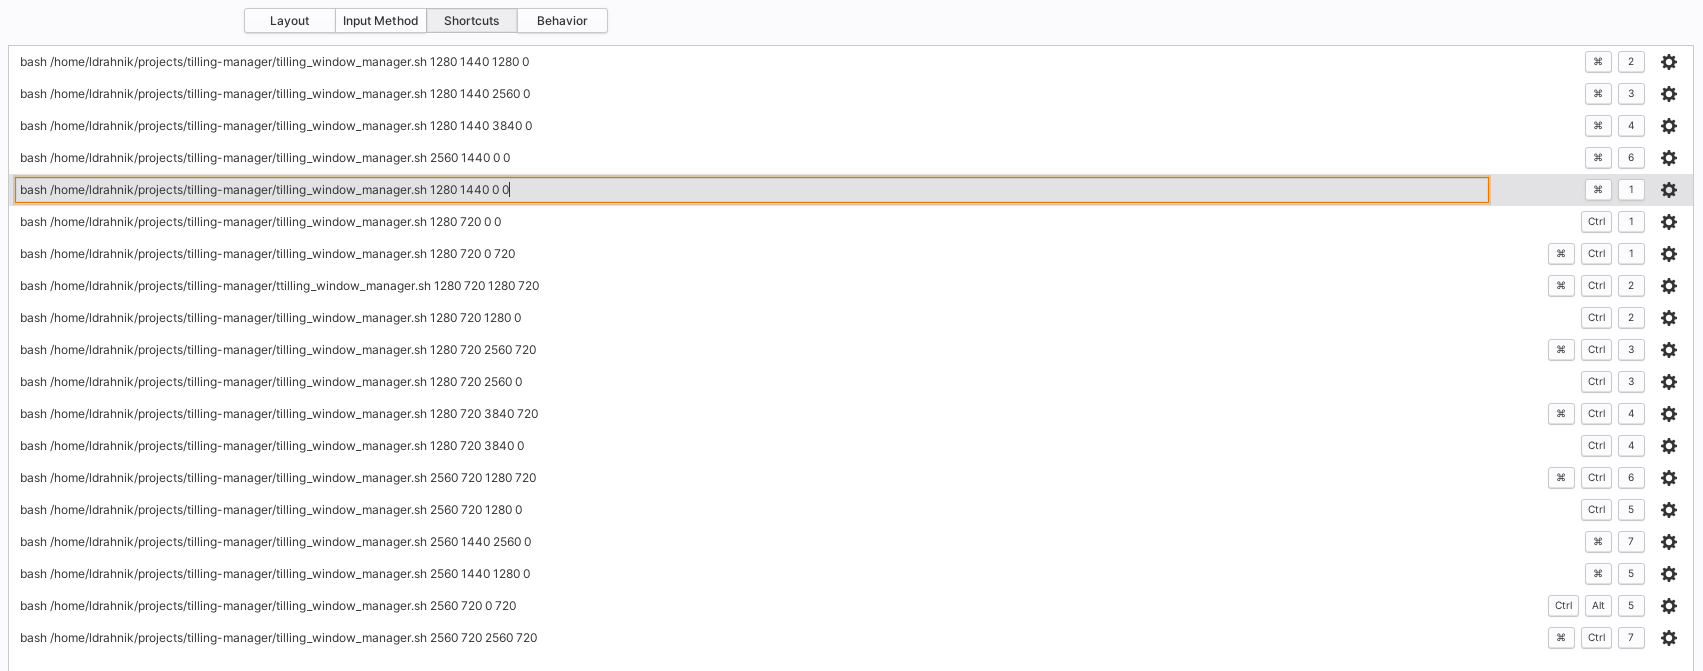 Layout Input Method Shortcuts Behavior
bash /home/ldrahnik/projects/tilling-manager/tilling_window_manager.sh 1280 1440 1280 0 ⌘ 2
bash /home/ldrahnik/projects/tilling-manager/tilling_window_manager.sh 1280 1440 2560 0 ⌘ 3
bash /home/ldrahnik/projects/tilling-manager/tilling_window_manager.sh 1280 1440 3840 0 ⌘ 4
bash /home/ldrahnik/projects/tilling-manager/tilling_window_manager.sh 2560 1440 0 0 ⌘ 6
bash /home/ldrahnik/projects/tilling-manager/tilling_window_manager.sh 1280 1440 0 0 ⌘ 1
bash /home/ldrahnik/projects/tilling-manager/tilling_window_manager.sh 1280 720 0 0 Ctrl 1
bash /home/ldrahnik/projects/tilling-manager/tilling_window_manager.sh 1280 720 0 720 ⌘ Ctrl 1
bash /home/ldrahnik/projects/tilling-manager/ttilling_window_manager.sh 1280 720 1280 720 ⌘ Ctrl 2
bash /home/ldrahnik/projects/tilling-manager/tilling_window_manager.sh 1280 720 1280 0 Ctrl 2
bash /home/ldrahnik/projects/tilling-manager/tilling_window_manager.sh 1280 720 2560 720 ⌘ Ctrl 3
bash /home/ldrahnik/projects/tilling-manager/tilling_window_manager.sh 1280 720 2560 0 Ctrl 3
bash /home/ldrahnik/projects/tilling-manager/tilling_window_manager.sh 1280 720 3840 720 ⌘ Ctrl 4
bash /home/ldrahnik/projects/tilling-manager/tilling_window_manager.sh 1280 720 3840 0 Ctrl 4
bash /home/ldrahnik/projects/tilling-manager/tilling_window_manager.sh 2560 720 1280 720 ⌘ Ctrl 6
bash /home/ldrahnik/projects/tilling-manager/tilling_window_manager.sh 2560 720 1280 0 Ctrl 5
bash /home/ldrahnik/projects/tilling-manager/tilling_window_manager.sh 2560 1440 2560 0 ⌘ 7
bash /home/ldrahnik/projects/tilling-manager/tilling_window_manager.sh 2560 1440 1280 0 ⌘ 5
bash /home/ldrahnik/projects/tilling-manager/tilling_window_manager.sh 2560 720 0 720 Ctrl Alt 5
bash /home/ldrahnik/projects/tilling-manager/tilling_window_manager.sh 2560 720 2560 720 ⌘ Ctrl 7